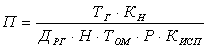 П = (Т_Г · К_Н) / (Д_РГ · Н · Т_ОМ · Р · К_ИСП)